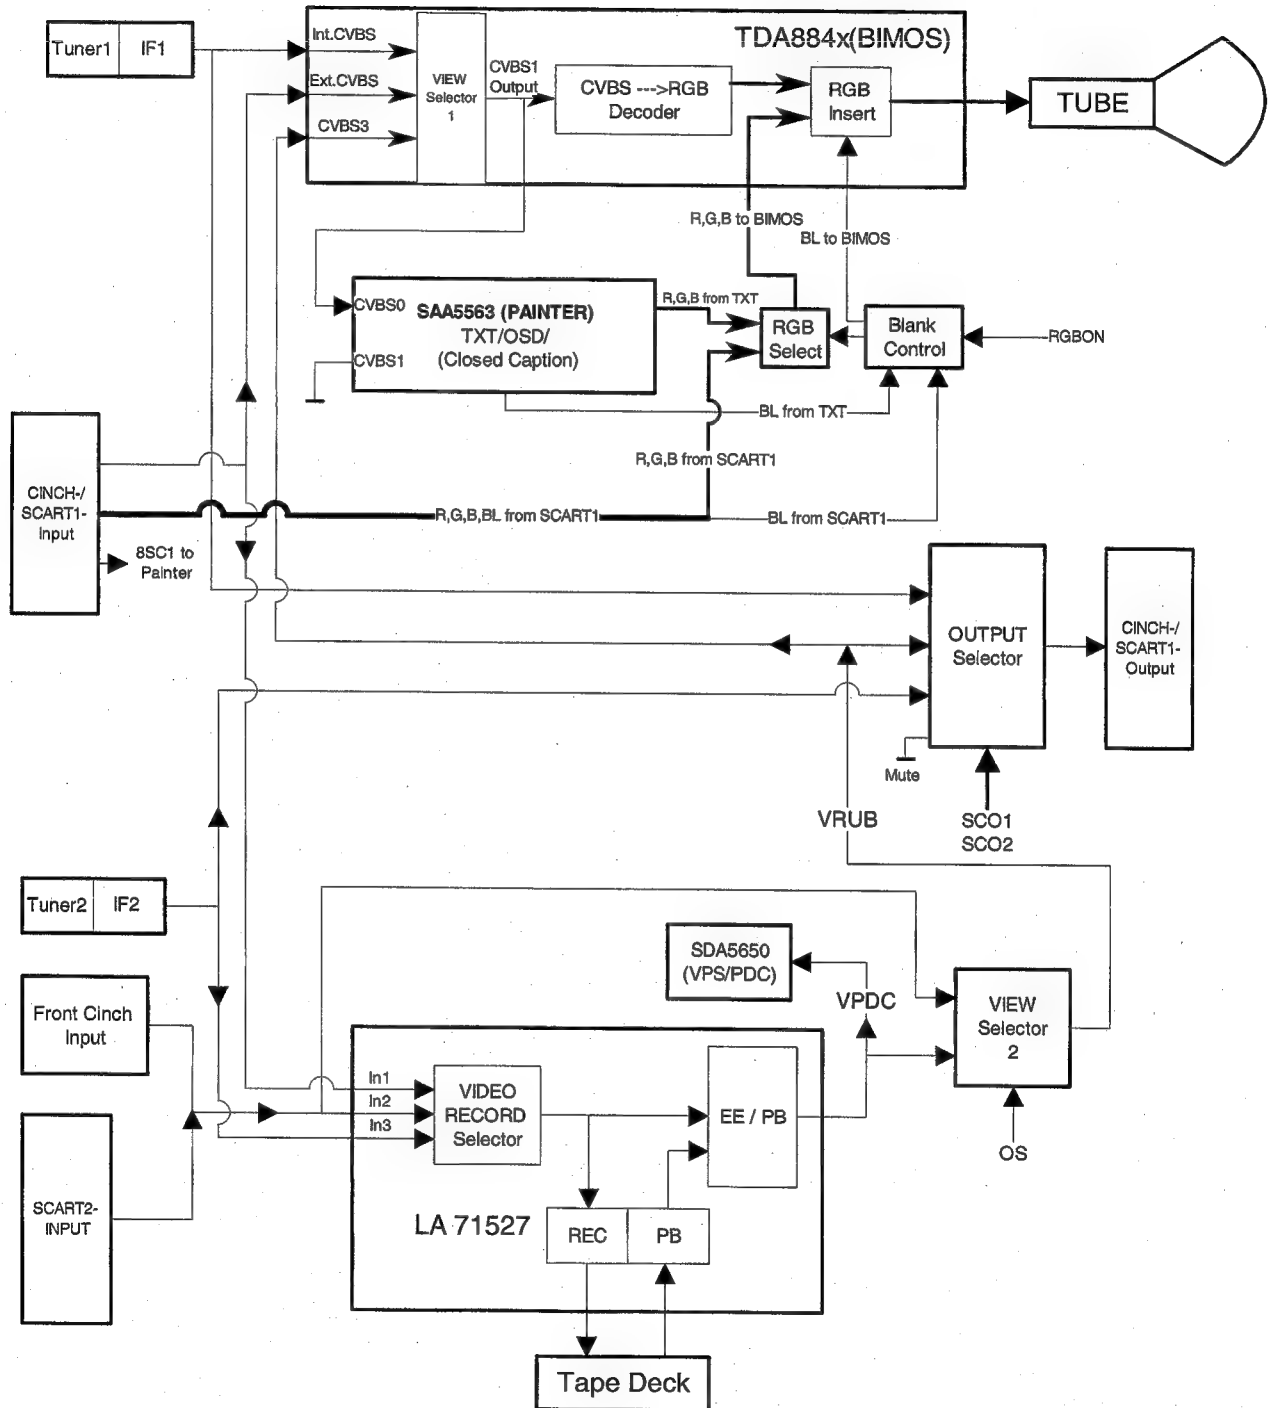 Tuner1
IF1
Int.CVBS
Ext.CVBS
CVBS3
VIEW
Selector
1
CVBS1
Output
TDA884x(BIMOS)
CVBS --->RGB
Decoder
RGB
Insert
TUBE
R,G,B to BIMOS
BL to BIMOS
CVBS0
CVBS1
SAA5563 (PAINTER)
TXT/OSD/
(Closed Caption)
R,G,B from TXT
RGB
Select
Blank
Control
RGBON
BL from TXT
R,G,B from SCART1
CINCH-/
SCART1-
Input
R,G,B,BL from SCART1
BL from SCART1
8SC1 to
Painter
OUTPUT
Selector
CINCH-/
SCART1-
Output
Mute
VRUB
SCO1
SCO2
Tuner2
IF2
SDA5650
(VPS/PDC)
VPDC
VIEW
Selector
2
OS
Front Cinch
Input
In1
In2
In3
VIDEO
RECORD
Selector
EE / PB
SCART2-
INPUT
LA 71527
REC
PB
Tape Deck